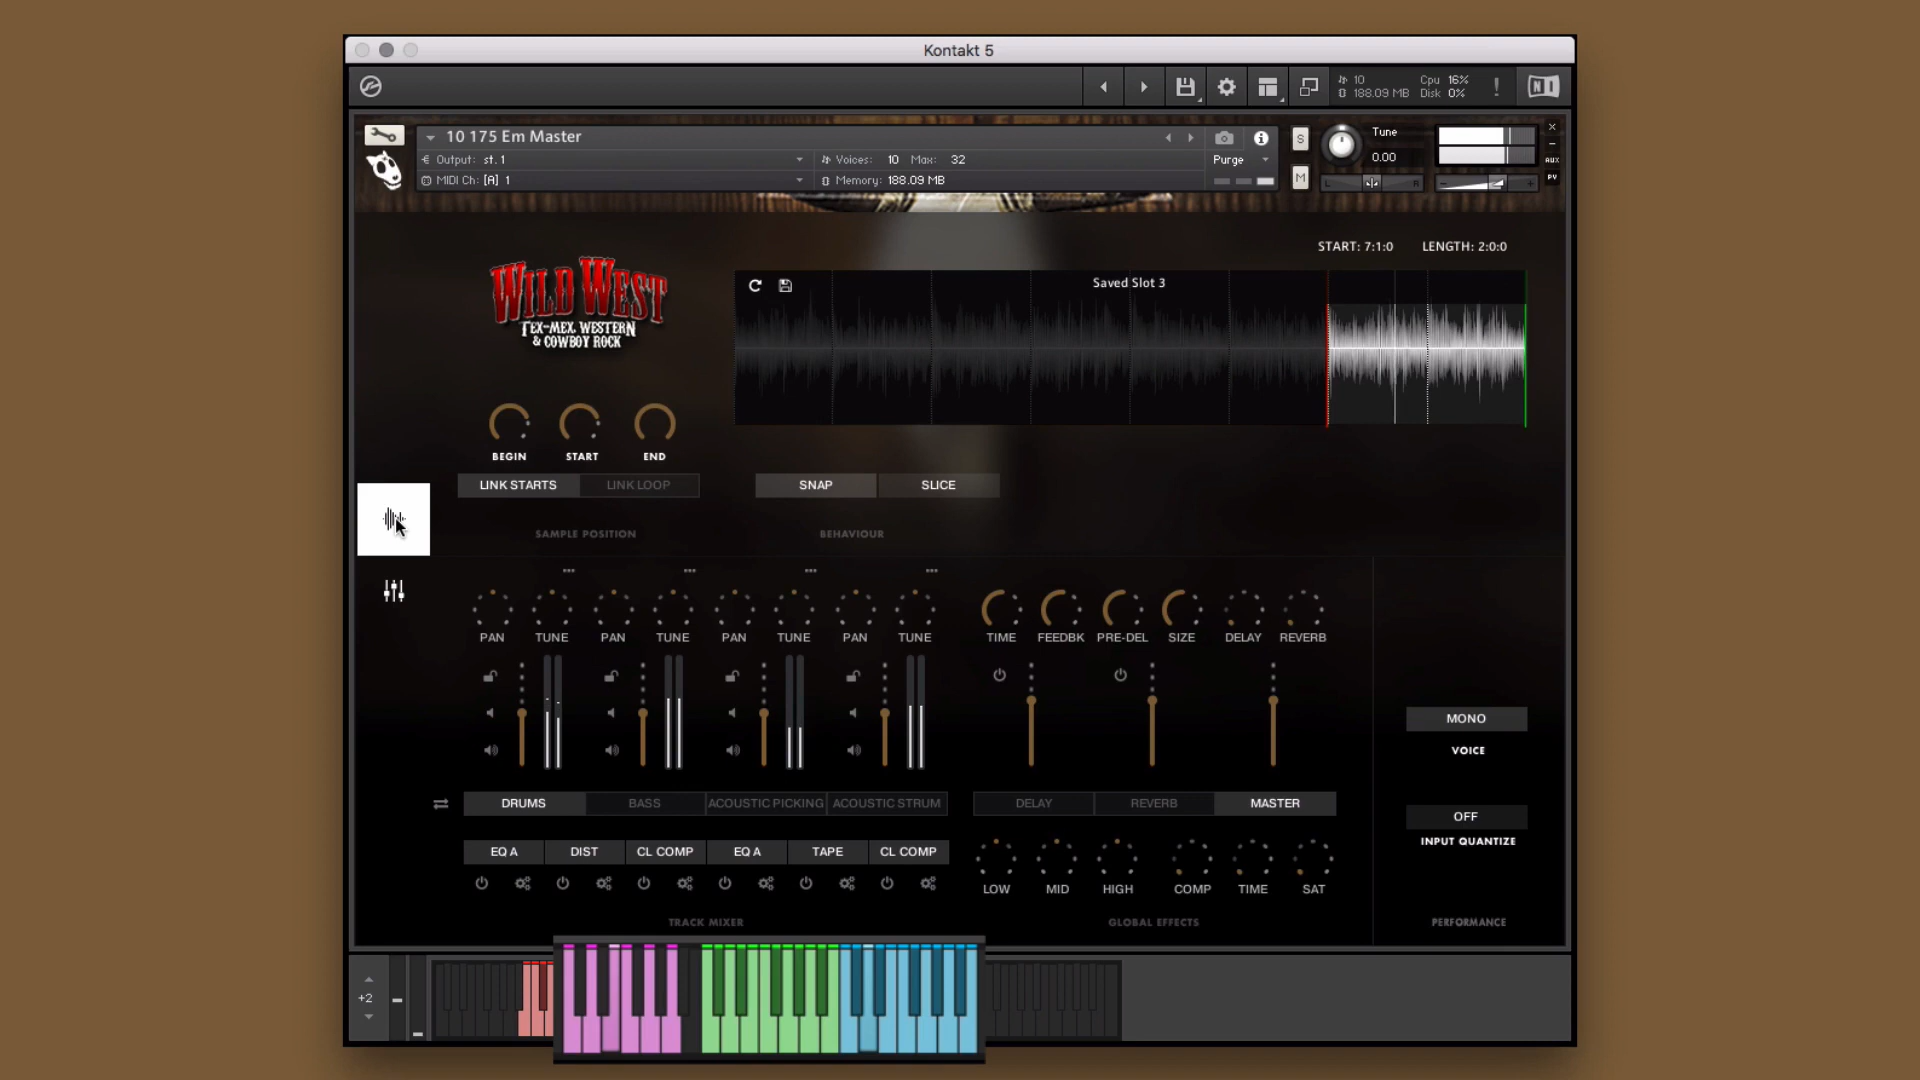 Kontakt 5
10
188.09 MB
Cpu 16%
Disk 0%
!
NI
10 175 Em Master
Output: st.1
Voices: 10 Max: 32
Purge
MIDI Ch: [A] 1
Memory: 188.09 MB
S
M
Tune
0.00
L R
AUX
PV
START: 7:1:0 LENGTH: 2:0:0
WILD WEST
TEX-MEX, WESTERN
& COWBOY ROCK
Saved Slot 3
BEGIN START END
LINK STARTS LINK LOOP SNAP SLICE
SAMPLE POSITION BEHAVIOUR
PAN TUNE PAN TUNE PAN TUNE PAN TUNE TIME FEEDBK PRE-DEL SIZE DELAY REVERB
MONO
VOICE
DRUMS BASS ACOUSTIC PICKING ACOUSTIC STRUM DELAY REVERB MASTER
OFF
INPUT QUANTIZE
EQ A DIST CL COMP EQ A TAPE CL COMP
LOW MID HIGH COMP TIME SAT
TRACK MIXER GLOBAL EFFECTS PERFORMANCE
+2